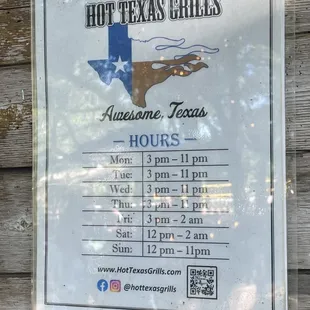 HOT TEXAS GRILLS
Awesome, Texas
— HOURS —
Mon: 3 pm – 11 pm
Tue: 3 pm – 11 pm
Wed: 3 pm – 11 pm
Thu: 3 pm – 11 pm
Fri: 3 pm – 2 am
Sat: 12 pm – 2 am
Sun: 12 pm – 11pm
www.HotTexasGrills.com
@hottexasgrills